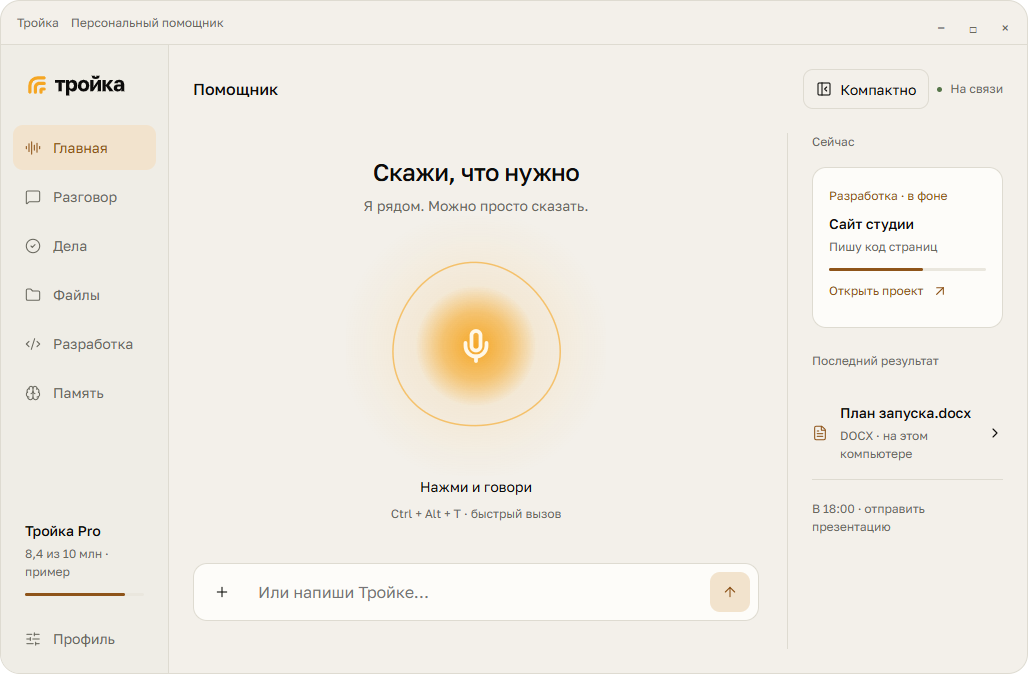 Тройка Персональный помощник
тройка
Главная
Разговор
Дела
Файлы
Разработка
Память
Тройка Pro
8,4 из 10 млн ·
пример
Профиль
Помощник
Компактно
На связи
Скажи, что нужно
Я рядом. Можно просто сказать.
Нажми и говори
Ctrl + Alt + T · быстрый вызов
Или напиши Тройке...
Сейчас
Разработка · в фоне
Сайт студии
Пишу код страниц
Открыть проект
Последний результат
План запуска.docx
DOCX · на этом
компьютере
В 18:00 · отправить
презентацию